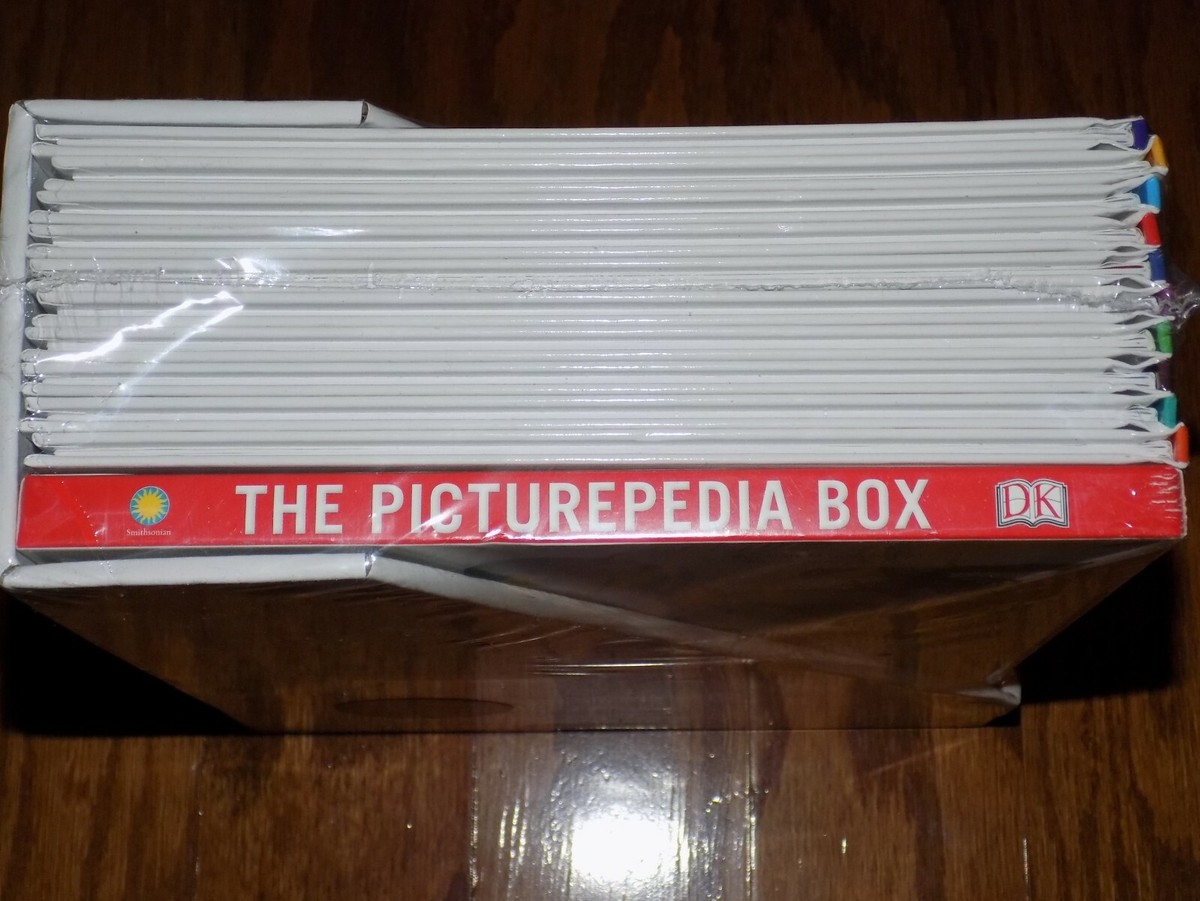 Smithsonian
THE PICTUREPEDIA BOX
DK